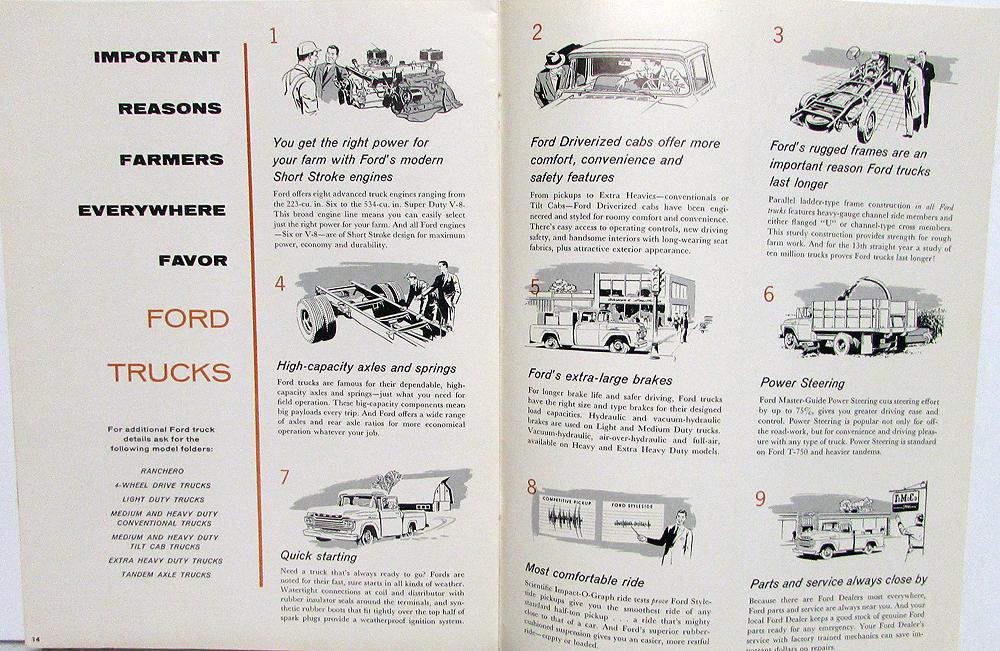 IMPORTANT
REASONS
FARMERS
EVERYWHERE
FAVOR
FORD
TRUCKS
For additional Ford truck
details ask for the
following model folders:
RANCHERO
4-WHEEL DRIVE TRUCKS
LIGHT DUTY TRUCKS
MEDIUM AND HEAVY DUTY
CONVENTIONAL TRUCKS
MEDIUM AND HEAVY DUTY
TILT CAB TRUCKS
EXTRA HEAVY DUTY TRUCKS
TANDEM AXLE TRUCKS
14
1
You get the right power for
your farm with Ford's modern
Short Stroke engines
Ford offers eight advanced truck engines ranging from
the 223-cu. in. Six to the 534-cu. in. Super Duty V-8.
This broad engine line means you can easily select
just the right power for your farm. And all Ford engines
—Six or V-8—are of Short Stroke design for maximum
power, economy and durability.
2
Ford Driverized cabs offer more
comfort, convenience and
safety features
From pickups to Extra Heavies—conventionals or
Tilt Cabs—Ford Driverized cabs have been engi-
neered and styled for roomy comfort and convenience.
There's easy access to operating controls, new driving
safety, and handsome interiors with long-wearing seat
fabrics, plus attractive exterior appearance.
3
Ford's rugged frames are an
important reason Ford trucks
last longer
Parallel ladder-type frame construction in all Ford
trucks features heavy-gauge channel side members and
either flanged "U" or channel-type cross members.
This sturdy construction provides strength for rough
farm work. And for the 13th straight year a study of
ten million trucks proves Ford trucks last longer!
4
High-capacity axles and springs
Ford trucks are famous for their dependable, high-
capacity axles and springs—just what you need for
field operation. These big-capacity components mean
big payloads every trip. And Ford offers a wide range
of axles and rear axle ratios for more economical
operation whatever your job.
5
Ford's extra-large brakes
For longer brake life and safer driving, Ford trucks
have the right size and type brakes for their designed
load capacities. Hydraulic and vacuum-hydraulic
brakes are used on Light and Medium Duty trucks.
Vacuum-hydraulic, air-over-hydraulic and full-air,
available on Heavy and Extra Heavy Duty models.
6
Power Steering
Ford Master-Guide Power Steering cuts steering effort
by up to 75%, gives you greater driving ease and
control. Power Steering is popular not only for off-
the road-work, but for convenience and driving pleas-
ure with any type of truck. Power Steering is standard
on Ford T-750 and heavier tandems.
7
Quick starting
Need a truck that's always ready to go? Fords are
noted for their fast, sure starts in all kinds of weather.
Watertight connections at coil and distributor with
rubber insulator seals around the terminals, and syn-
thetic rubber boots that fit tightly over the top half of
spark plugs provide a weatherproof ignition system.
8
COMPETITIVE PICKUP
FORD STYLESIDE
Most comfortable ride
Scientific Impact-O-Graph ride tests prove Ford Style-
side pickups give you the smoothest ride of any
standard half-ton pickup . . . a ride that's mighty
close to that of a car. And Ford's superior rubber-
cushioned suspension gives you an easier, more restful
ride—empty or loaded.
9
FoMoCo
Parts and service always close by
Because there are Ford Dealers most everywhere,
Ford parts and service are always near you. And your
local Ford Dealer keeps a good stock of genuine Ford
parts ready for any emergency. Your Ford Dealer's
service with factory trained mechanics can save im-
portant dollars on repairs.